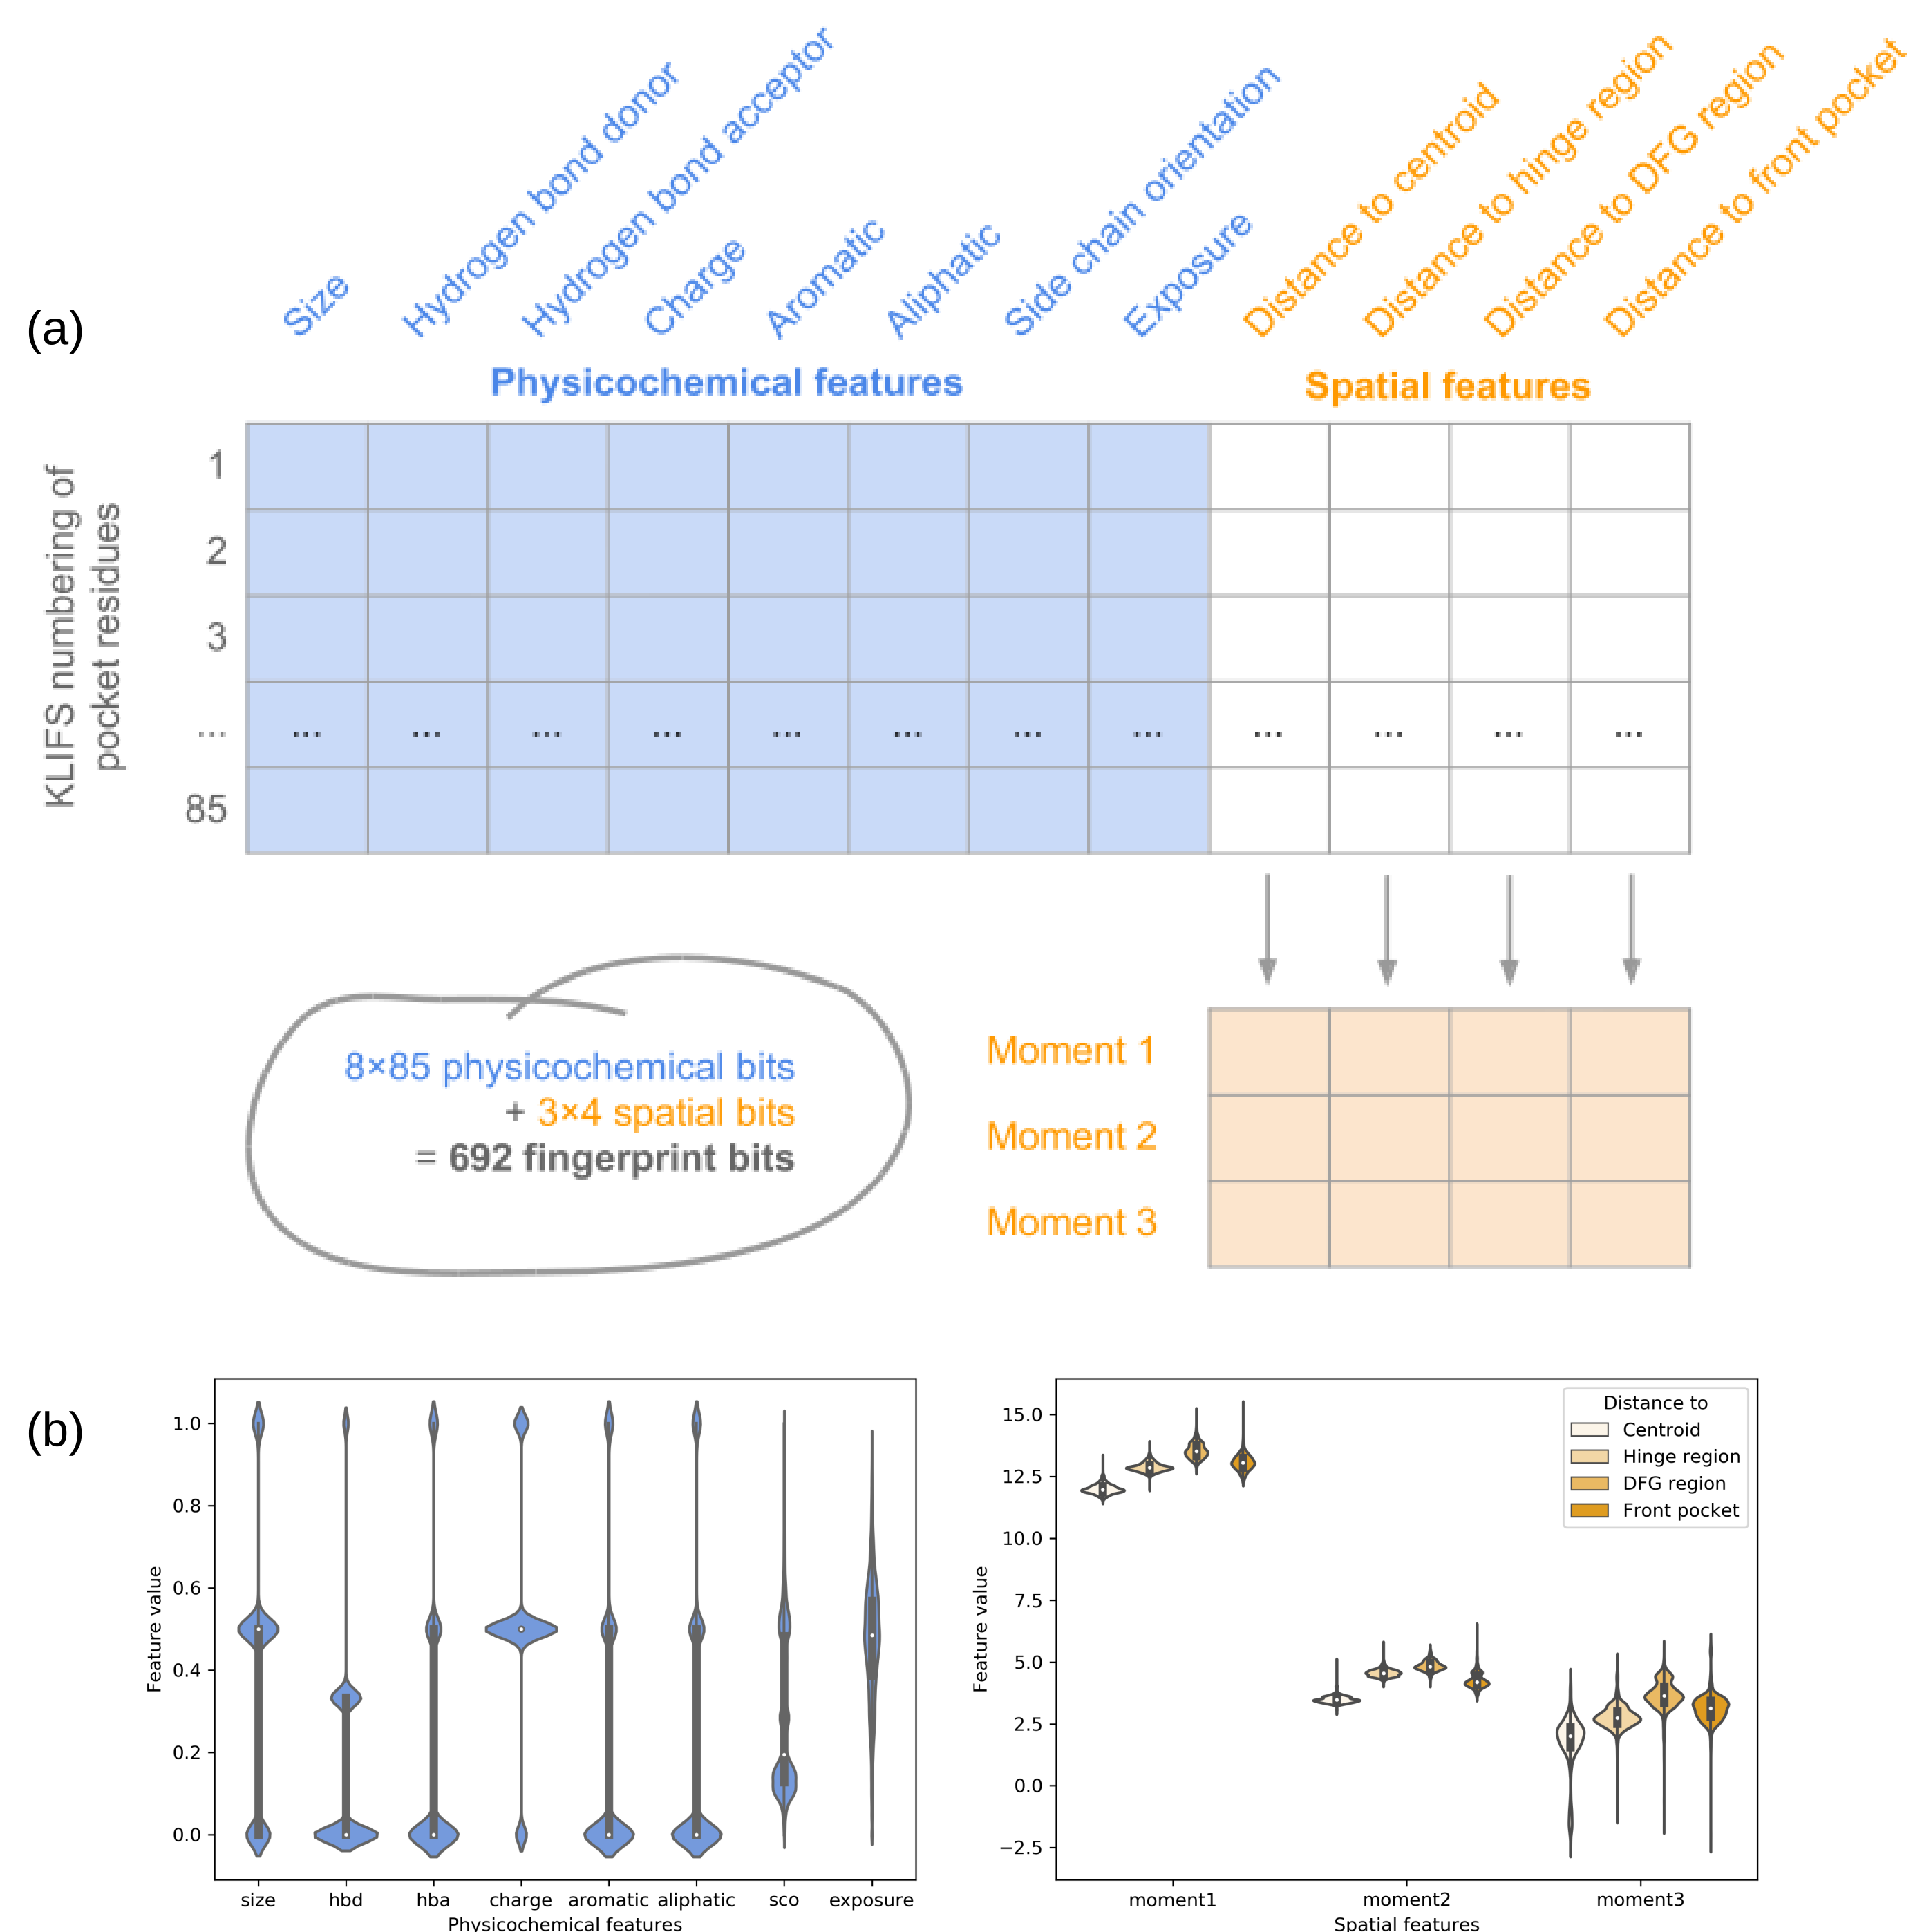 Size
Hydrogen bond donor
Hydrogen bond acceptor
Charge
Aromatic
Aliphatic
Side chain orientation
Exposure
Distance to centroid
Distance to hinge region
Distance to DFG region
Distance to front pocket
(a)
Physicochemical features
Spatial features
KLIFS numbering of
pocket residues
1
2
3
... ... ... ... ... ... ... ... ... ... ... ... ...
85
8×85 physicochemical bits
+ 3×4 spatial bits
= 692 fingerprint bits
Moment 1
Moment 2
Moment 3
(b)
Feature value
1.0
0.8
0.6
0.4
0.2
0.0
size hbd hba charge aromatic aliphatic sco exposure
Physicochemical features
Feature value
15.0
12.5
10.0
7.5
5.0
2.5
0.0
−2.5
Distance to
Centroid
Hinge region
DFG region
Front pocket
moment1 moment2 moment3
Spatial features